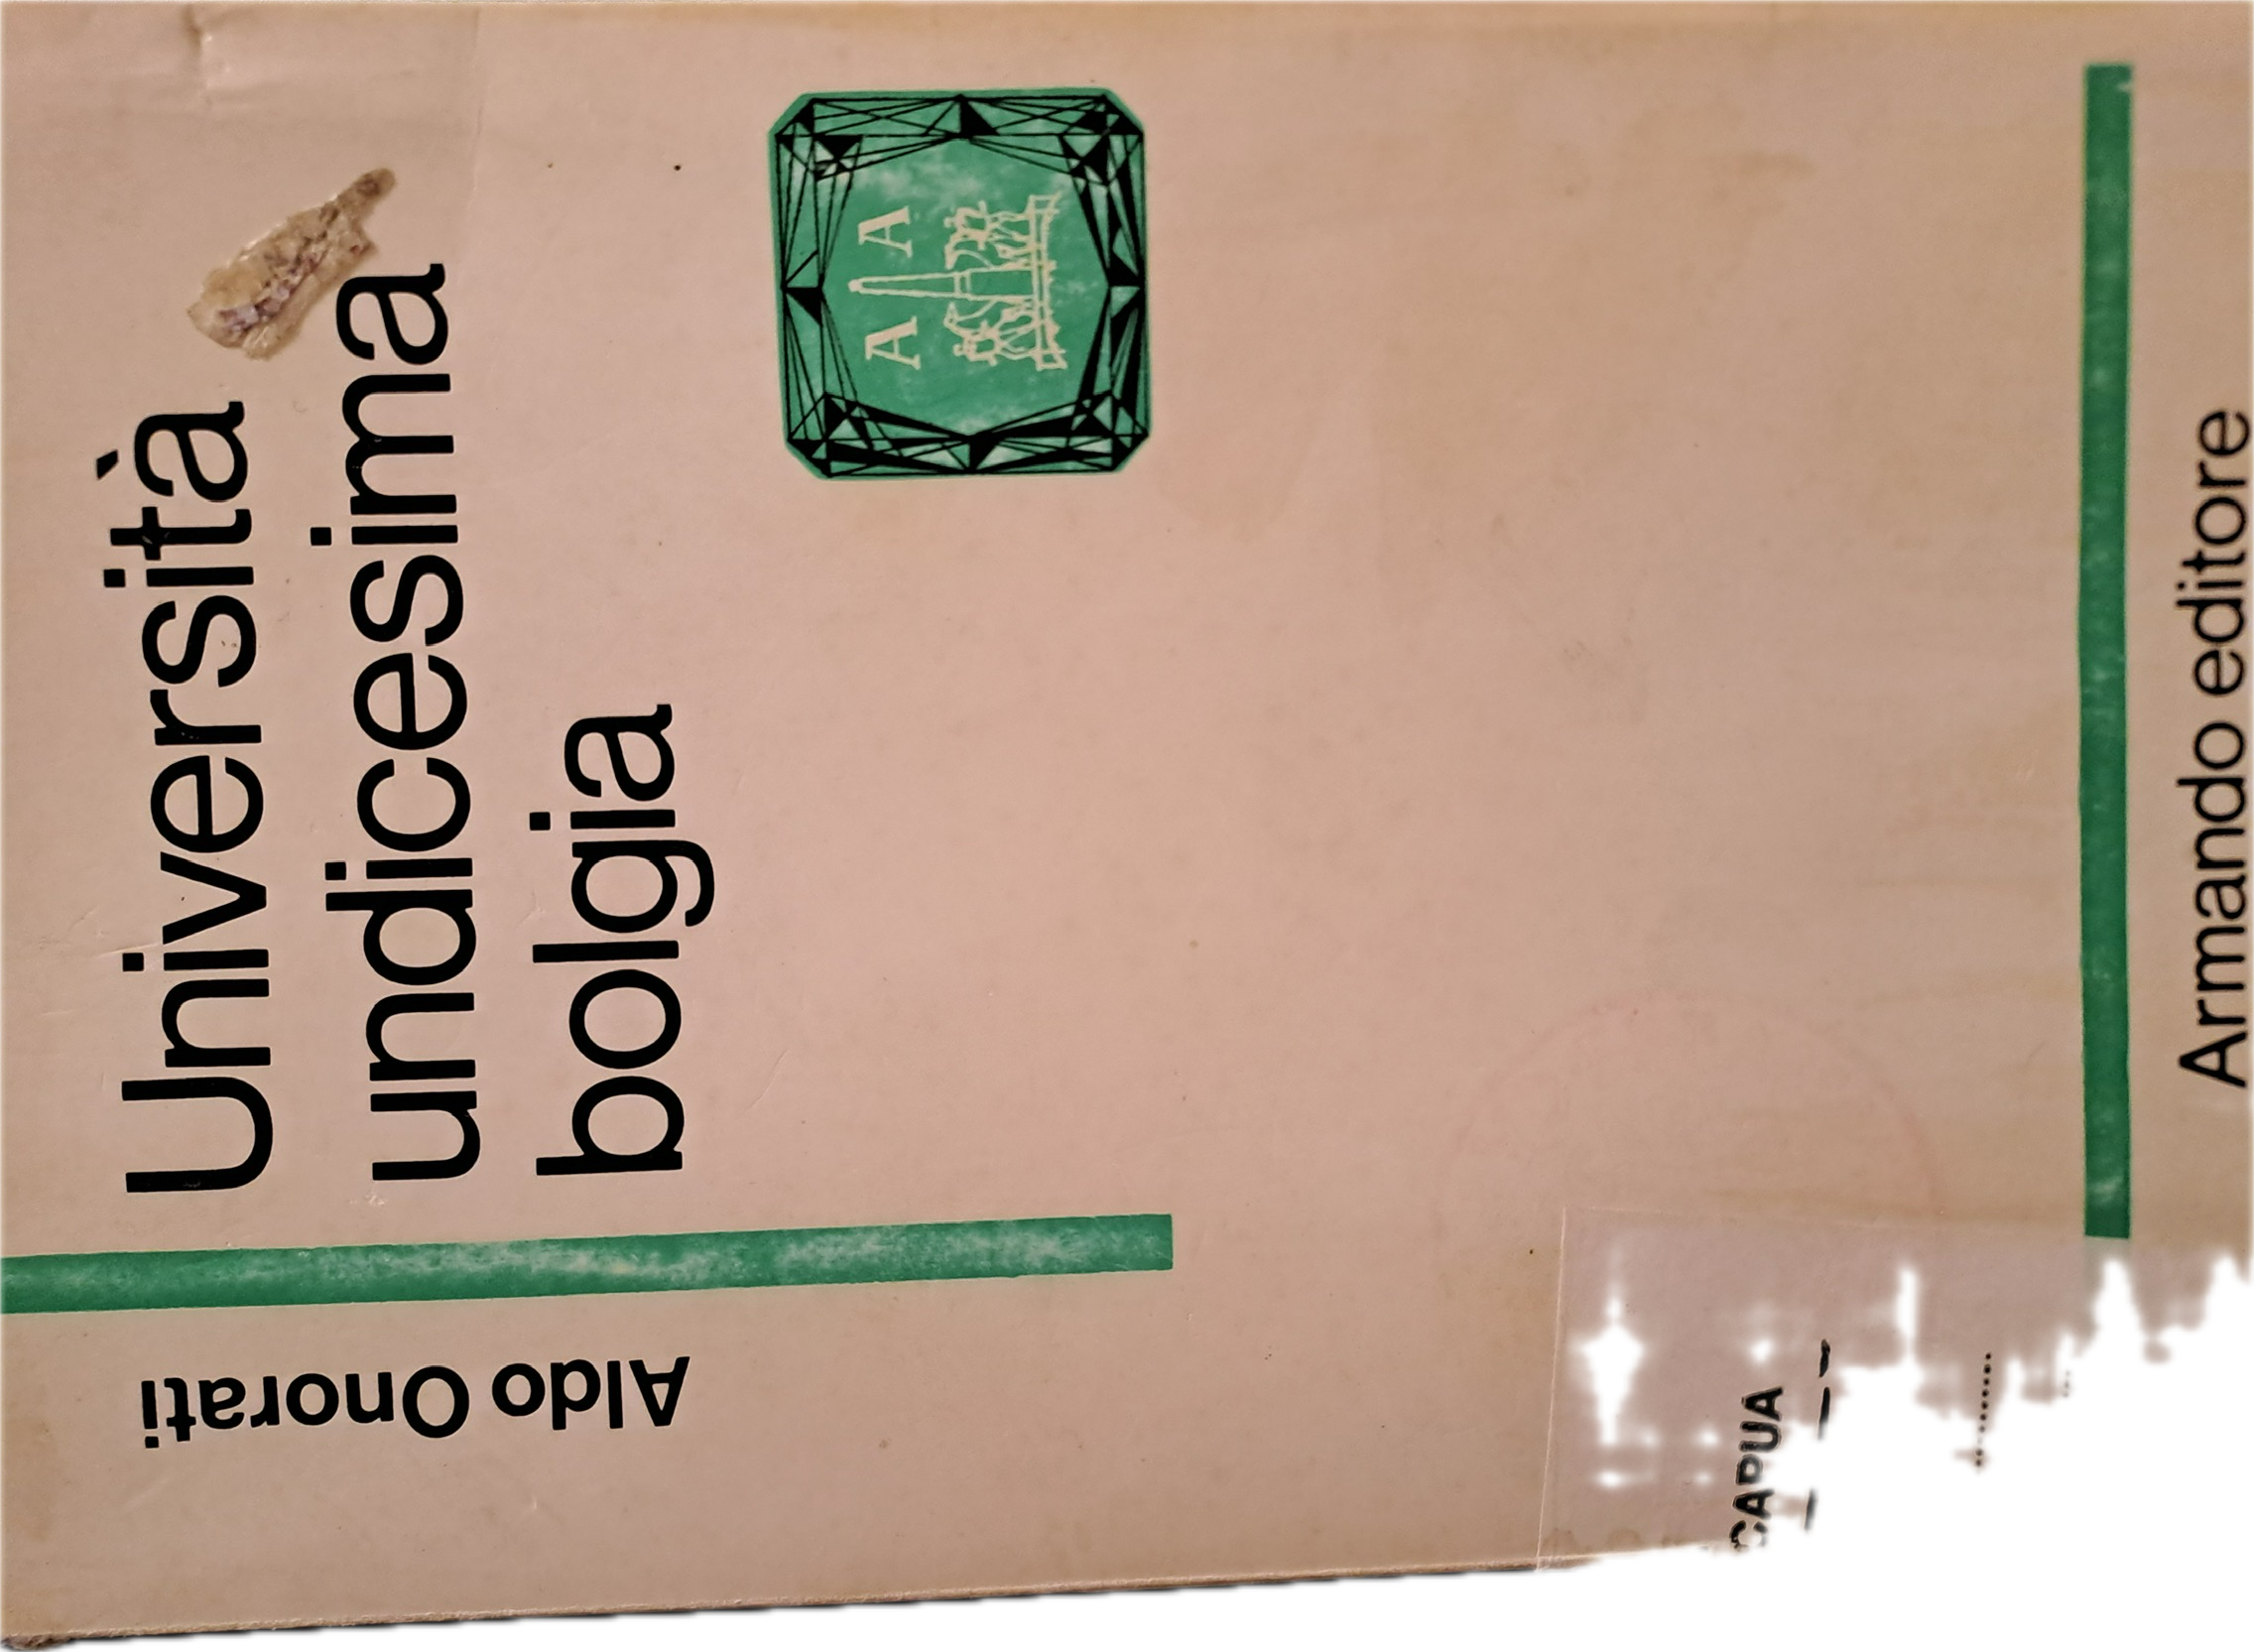 Aldo Onorati
Università
undicesima
bolgia
A A
Armando editore
CAPUA